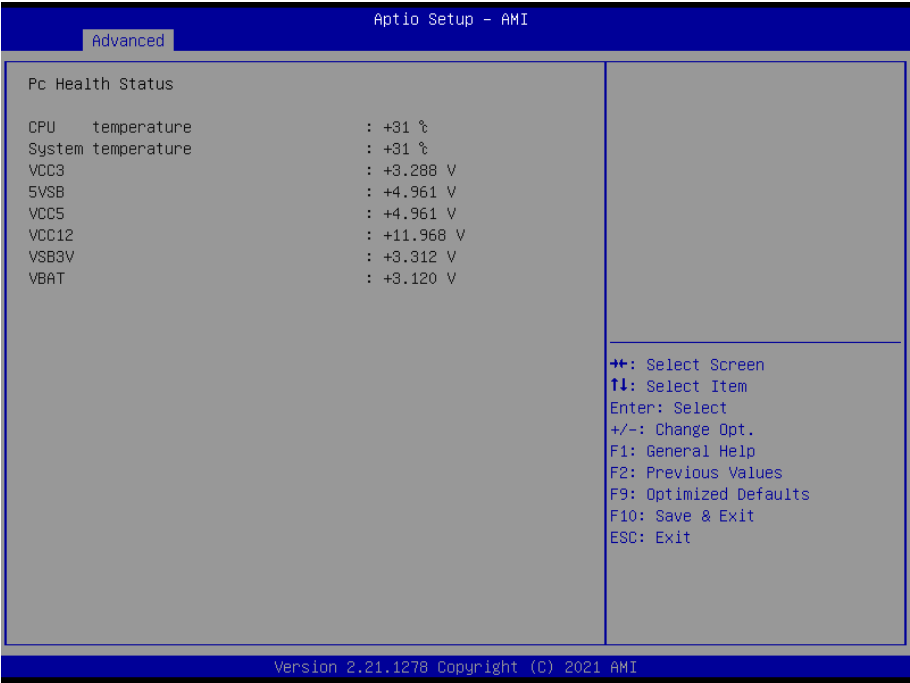 Aptio Setup – AMI
Advanced
Pc Health Status
CPU temperature : +31 ℃
System temperature : +31 ℃
VCC3 : +3.288 V
5VSB : +4.961 V
VCC5 : +4.961 V
VCC12 : +11.968 V
VSB3V : +3.312 V
VBAT : +3.120 V
→←: Select Screen
↑↓: Select Item
Enter: Select
+/-: Change Opt.
F1: General Help
F2: Previous Values
F9: Optimized Defaults
F10: Save & Exit
ESC: Exit
Version 2.21.1278 Copyright (C) 2021 AMI